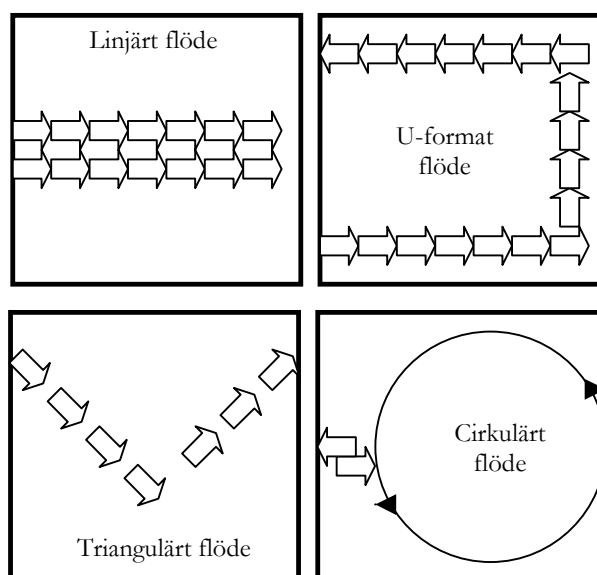 Linjärt flöde
U-format
flöde
Triangulärt flöde
Cirkulärt
flöde